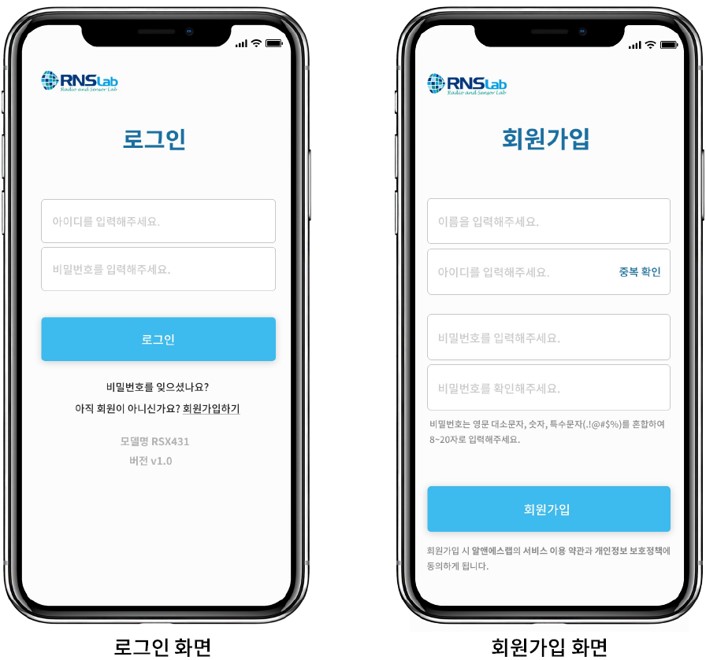 RNSLab
Radio and Sensor Lab
로그인
아이디를 입력해주세요.
비밀번호를 입력해주세요.
로그인
비밀번호를 잊으셨나요?
아직 회원이 아니신가요? 회원가입하기
모델명 RSX431
버전 v1.0
로그인 화면
RNSLab
Radio and Sensor Lab
회원가입
이름을 입력해주세요.
아이디를 입력해주세요. 중복 확인
비밀번호를 입력해주세요.
비밀번호를 확인해주세요.
비밀번호는 영문 대소문자, 숫자, 특수문자(.!@#$%)를 혼합하여
8~20자로 입력해주세요.
회원가입
회원가입 시 알앤에스랩의 서비스 이용 약관과 개인정보 보호정책에
동의하게 됩니다.
회원가입 화면